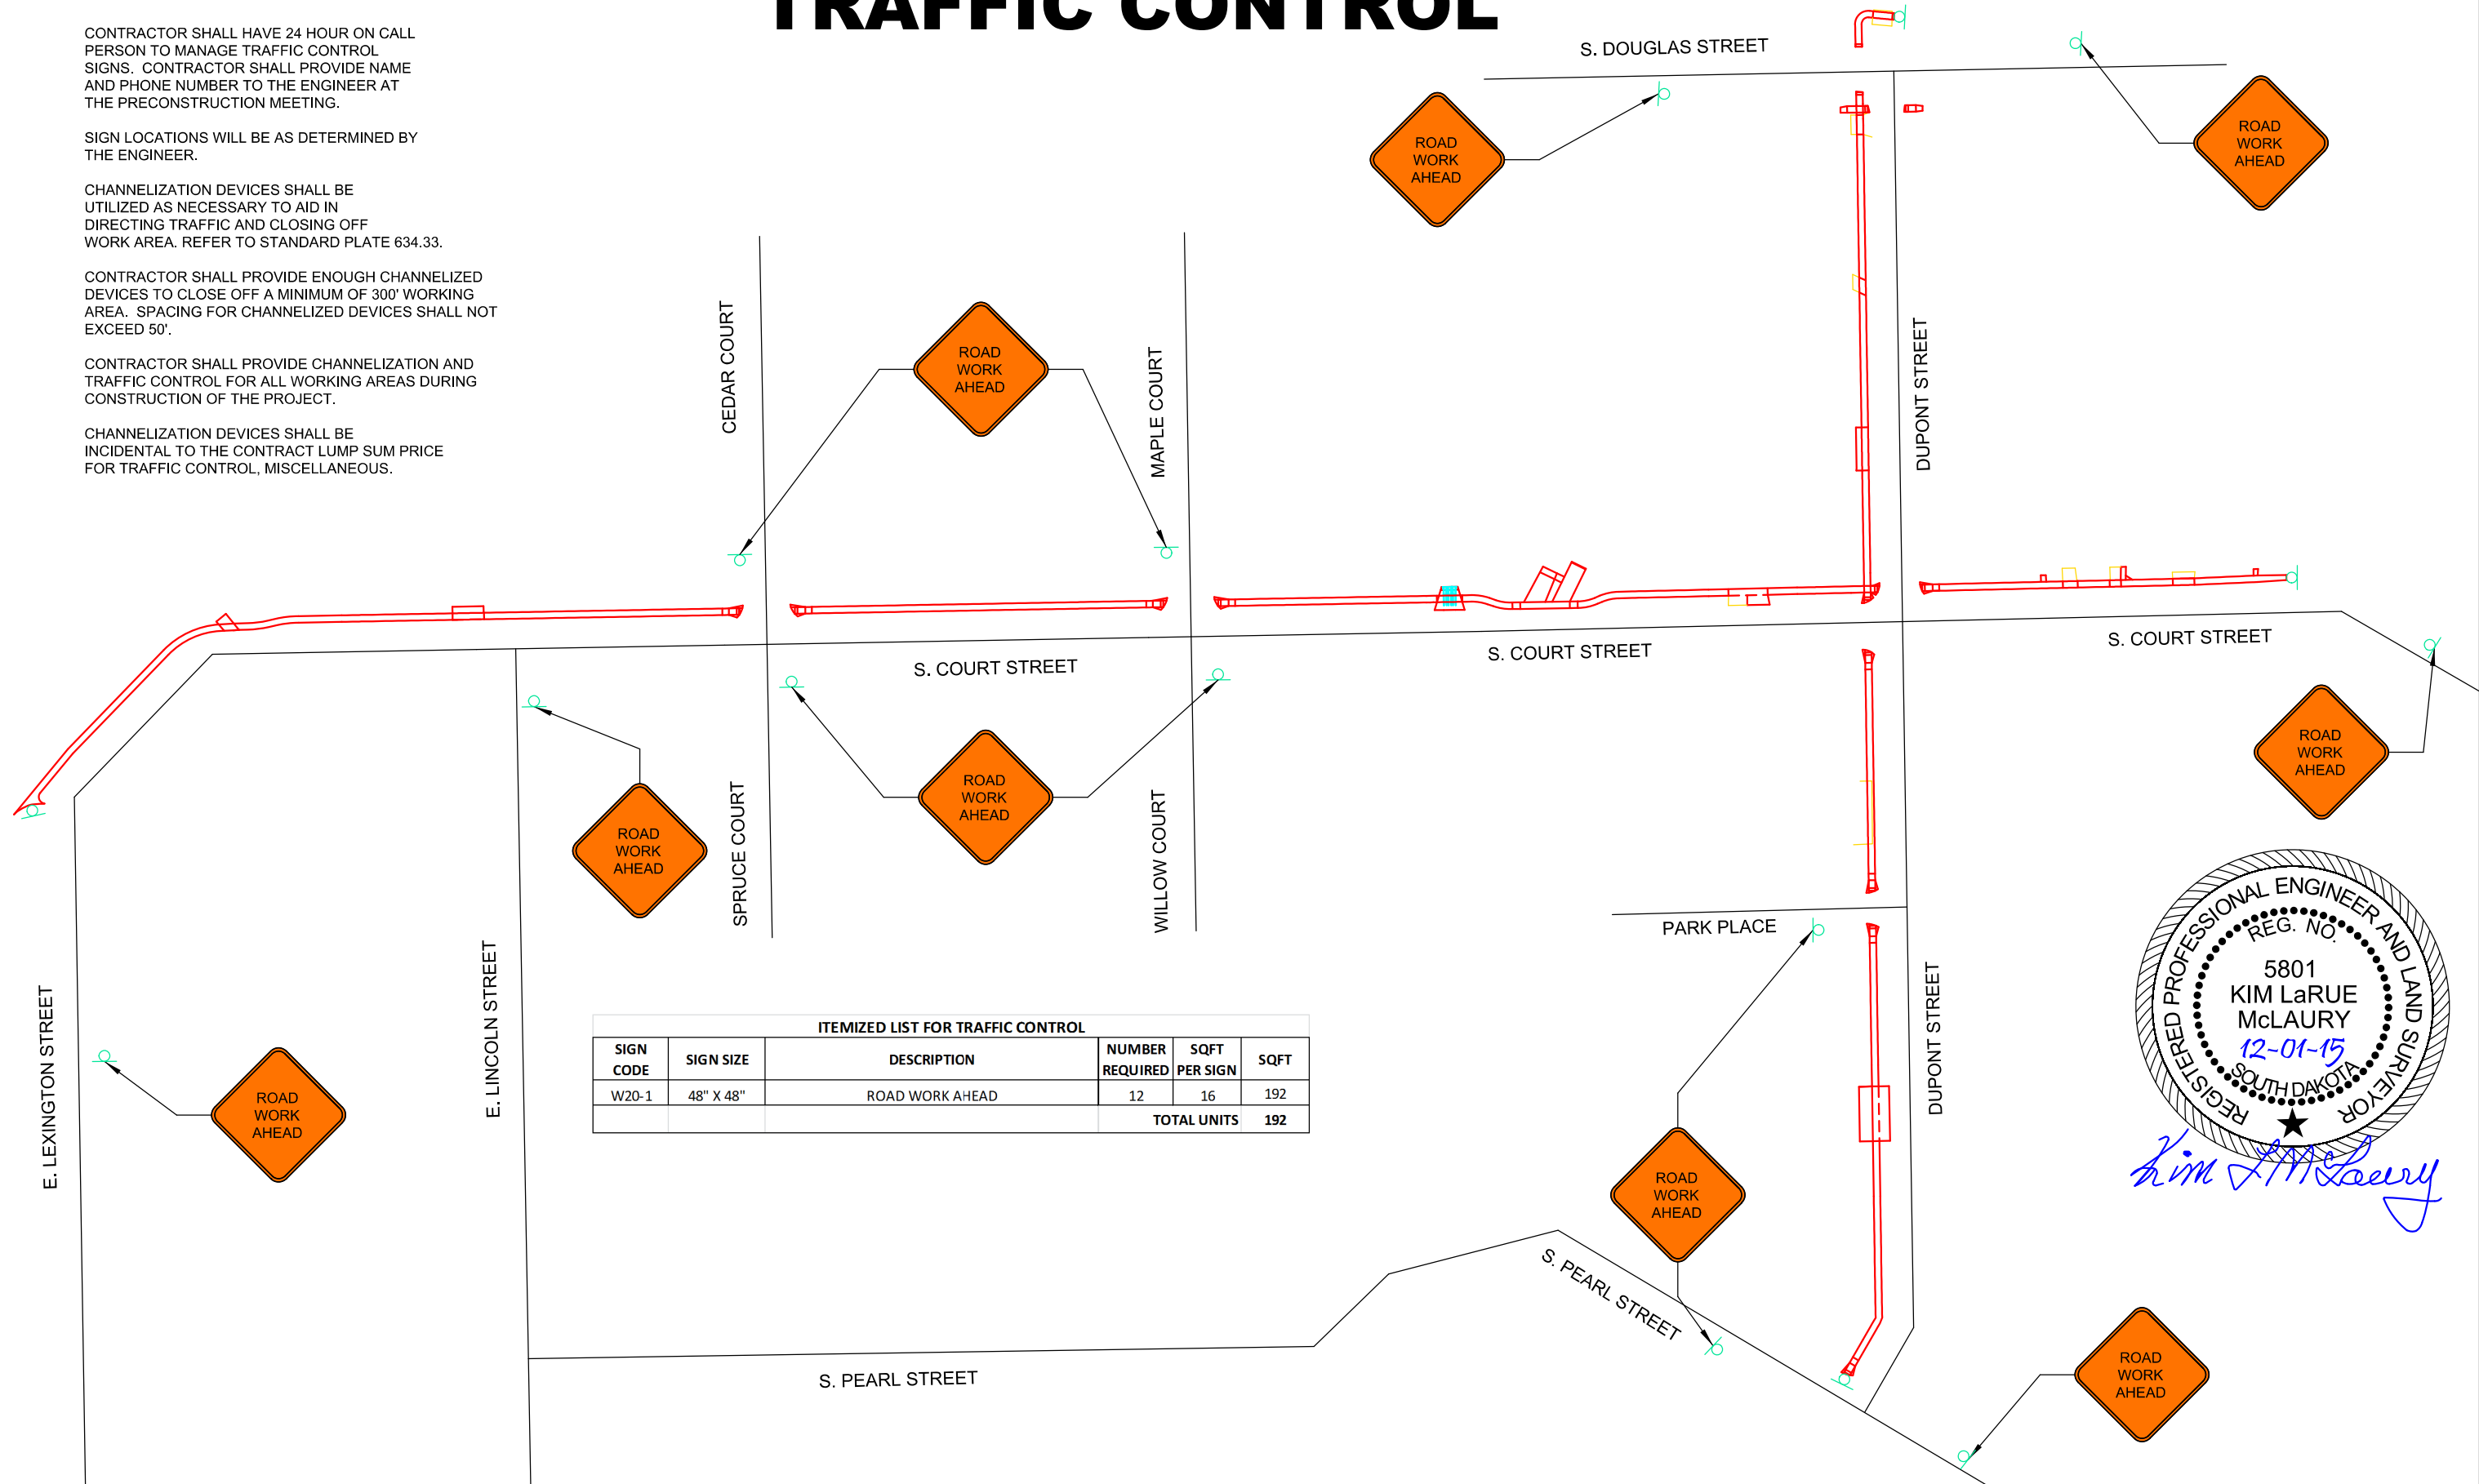 TRAFFIC CONTROL
CONTRACTOR SHALL HAVE 24 HOUR ON CALL
PERSON TO MANAGE TRAFFIC CONTROL
SIGNS. CONTRACTOR SHALL PROVIDE NAME
AND PHONE NUMBER TO THE ENGINEER AT
THE PRECONSTRUCTION MEETING.
SIGN LOCATIONS WILL BE AS DETERMINED BY
THE ENGINEER.
CHANNELIZATION DEVICES SHALL BE
UTILIZED AS NECESSARY TO AID IN
DIRECTING TRAFFIC AND CLOSING OFF
WORK AREA. REFER TO STANDARD PLATE 634.33.
CONTRACTOR SHALL PROVIDE ENOUGH CHANNELIZED
DEVICES TO CLOSE OFF A MINIMUM OF 300' WORKING
AREA. SPACING FOR CHANNELIZED DEVICES SHALL NOT
EXCEED 50'.
CONTRACTOR SHALL PROVIDE CHANNELIZATION AND
TRAFFIC CONTROL FOR ALL WORKING AREAS DURING
CONSTRUCTION OF THE PROJECT.
CHANNELIZATION DEVICES SHALL BE
INCIDENTAL TO THE CONTRACT LUMP SUM PRICE
FOR TRAFFIC CONTROL, MISCELLANEOUS.
S. DOUGLAS STREET
ROAD
WORK
AHEAD
ROAD
WORK
AHEAD
CEDAR COURT
ROAD
WORK
AHEAD
MAPLE COURT
DUPONT STREET
S. COURT STREET
S. COURT STREET
S. COURT STREET
ROAD
WORK
AHEAD
SPRUCE COURT
ROAD
WORK
AHEAD
WILLOW COURT
ROAD
WORK
AHEAD
PARK PLACE
E. LEXINGTON STREET
ROAD
WORK
AHEAD
E. LINCOLN STREET
ITEMIZED LIST FOR TRAFFIC CONTROL
SIGN CODE SIGN SIZE DESCRIPTION NUMBER REQUIRED SQFT PER SIGN SQFT
W20-1 48" X 48" ROAD WORK AHEAD 12 16 192
TOTAL UNITS 192
DUPONT STREET
ROAD
WORK
AHEAD
S. PEARL STREET
S. PEARL STREET
ROAD
WORK
AHEAD
REGISTERED PROFESSIONAL ENGINEER AND LAND SURVEYOR
REG. NO.
5801
KIM LaRUE
McLAURY
12-01-15
SOUTH DAKOTA
Kim L McLaury